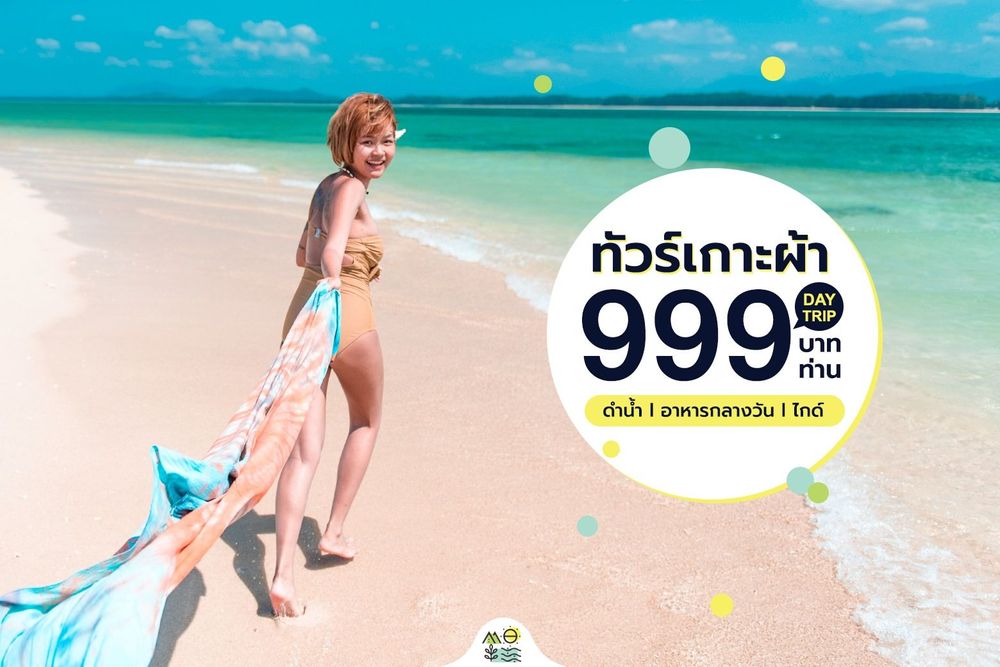 ทัวร์เกาะผ้า
999
DAY
TRIP
บาท
ท่าน
ดำน้ำ | อาหารกลางวัน | ไกด์